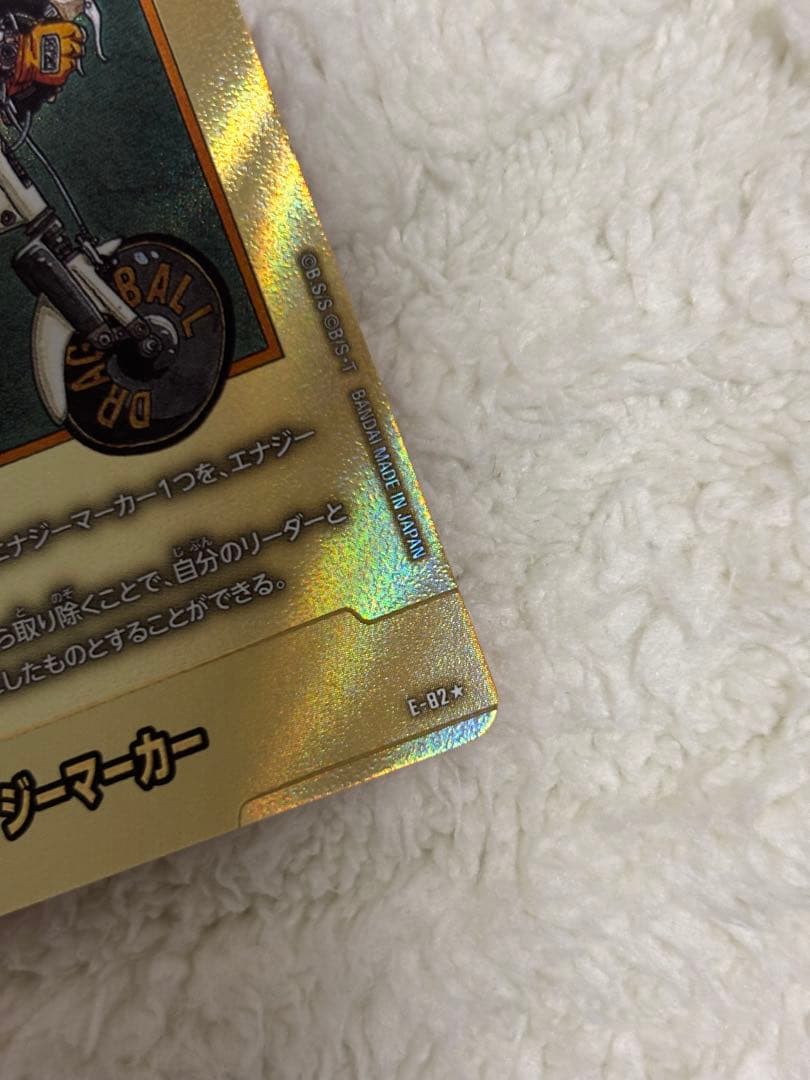 DRAG BALL
©B S/S ©B/S・T BANDAI MADE IN JAPAN
エナジーマーカー1つを、エナジー
ら取り除くことで、自分のリーダーと
したものとすることができる。
E-82★
ジーマーカー